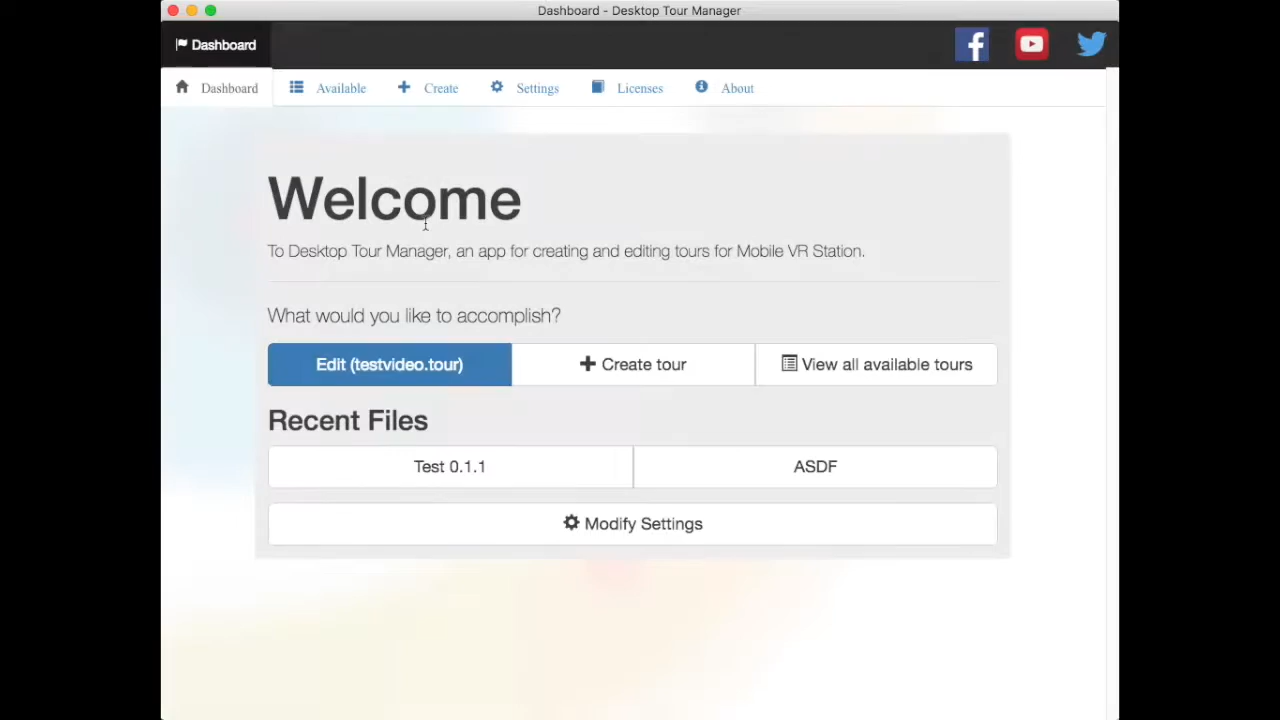 Dashboard - Desktop Tour Manager
Dashboard
Dashboard Available Create Settings Licenses About
Welcome
To Desktop Tour Manager, an app for creating and editing tours for Mobile VR Station.
What would you like to accomplish?
Edit (testvideo.tour) Create tour View all available tours
Recent Files
Test 0.1.1 ASDF
Modify Settings